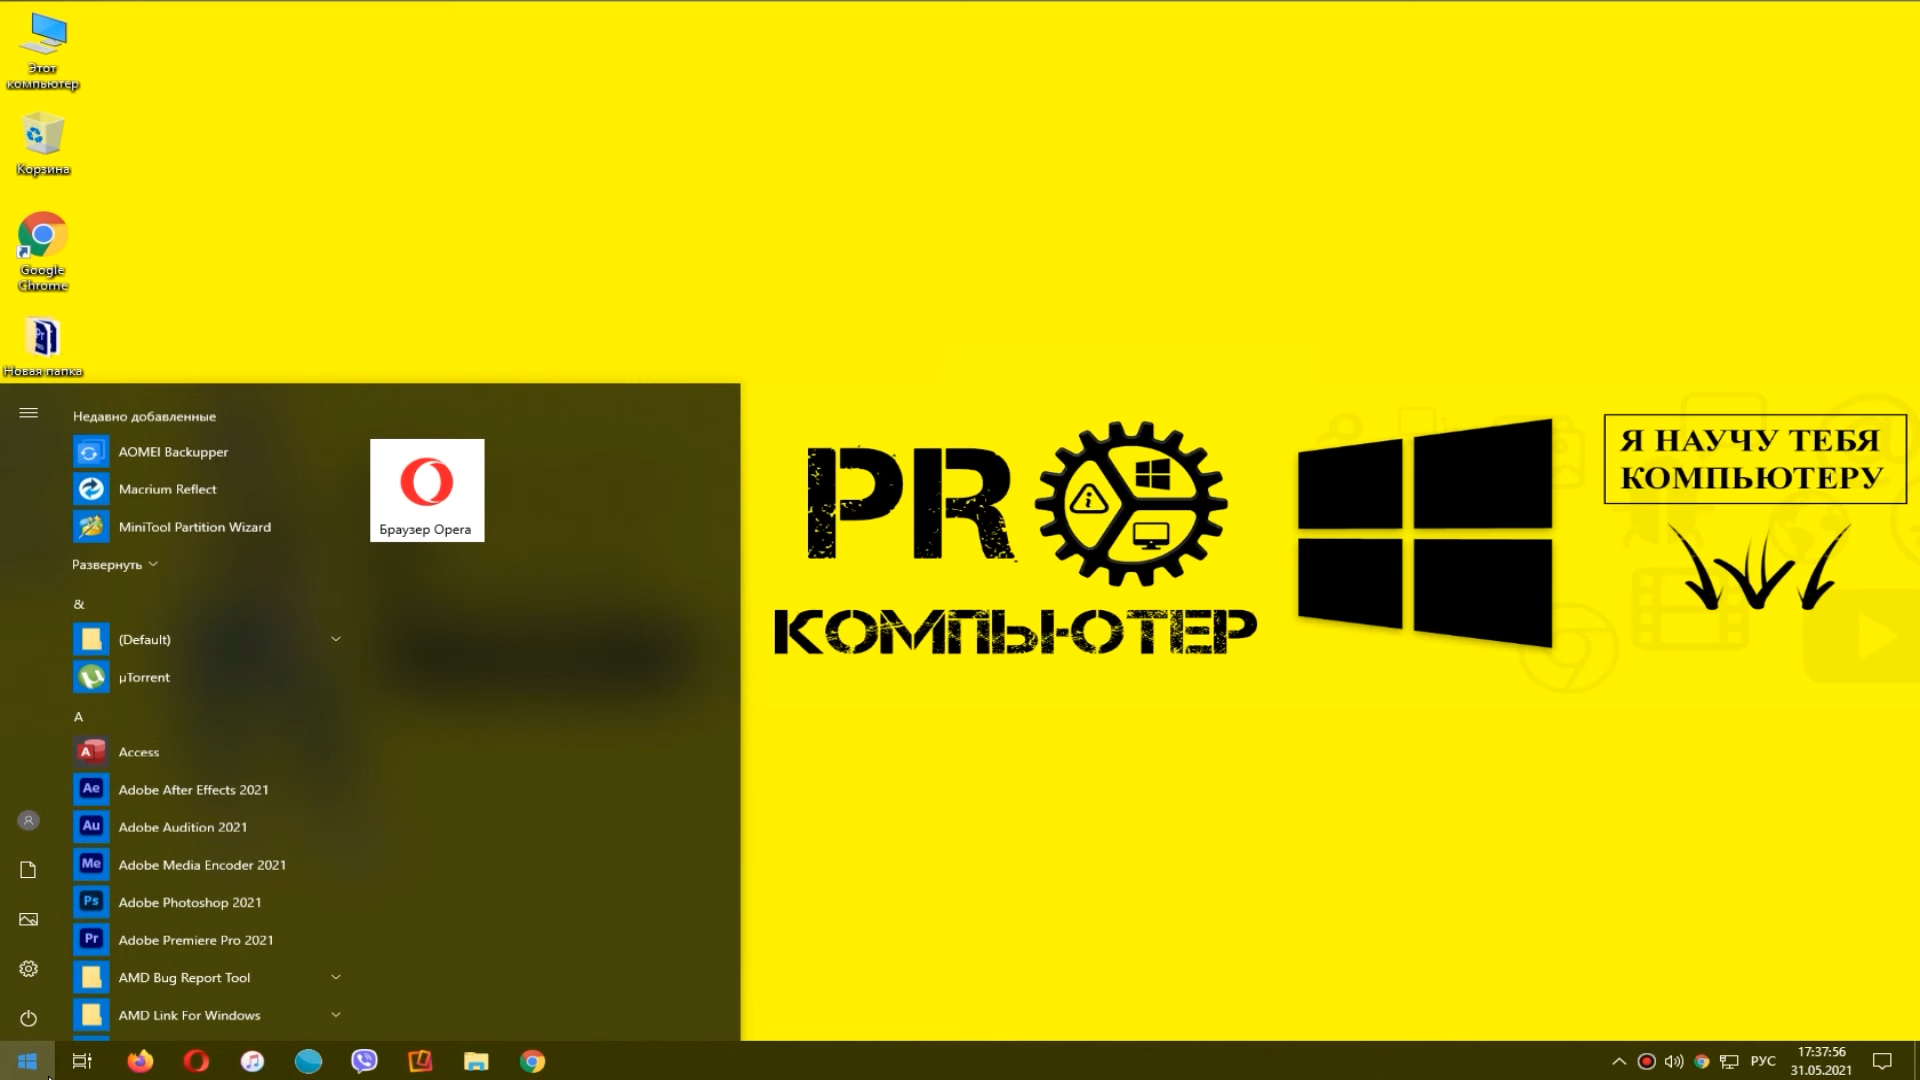 Этот
компьютер
Корзина
Google
Chrome
Новая папка
Недавно добавленные
AOMEI Backupper
Macrium Reflect
MiniTool Partition Wizard
Развернуть
&
(Default)
µTorrent
A
Access
Adobe After Effects 2021
Adobe Audition 2021
Adobe Media Encoder 2021
Adobe Photoshop 2021
Adobe Premiere Pro 2021
AMD Bug Report Tool
AMD Link For Windows
Браузер Opera
PRO
КОМПЬЮТЕР
Я НАУЧУ ТЕБЯ
КОМПЬЮТЕРУ
РУС
17:37:56
31.05.2021